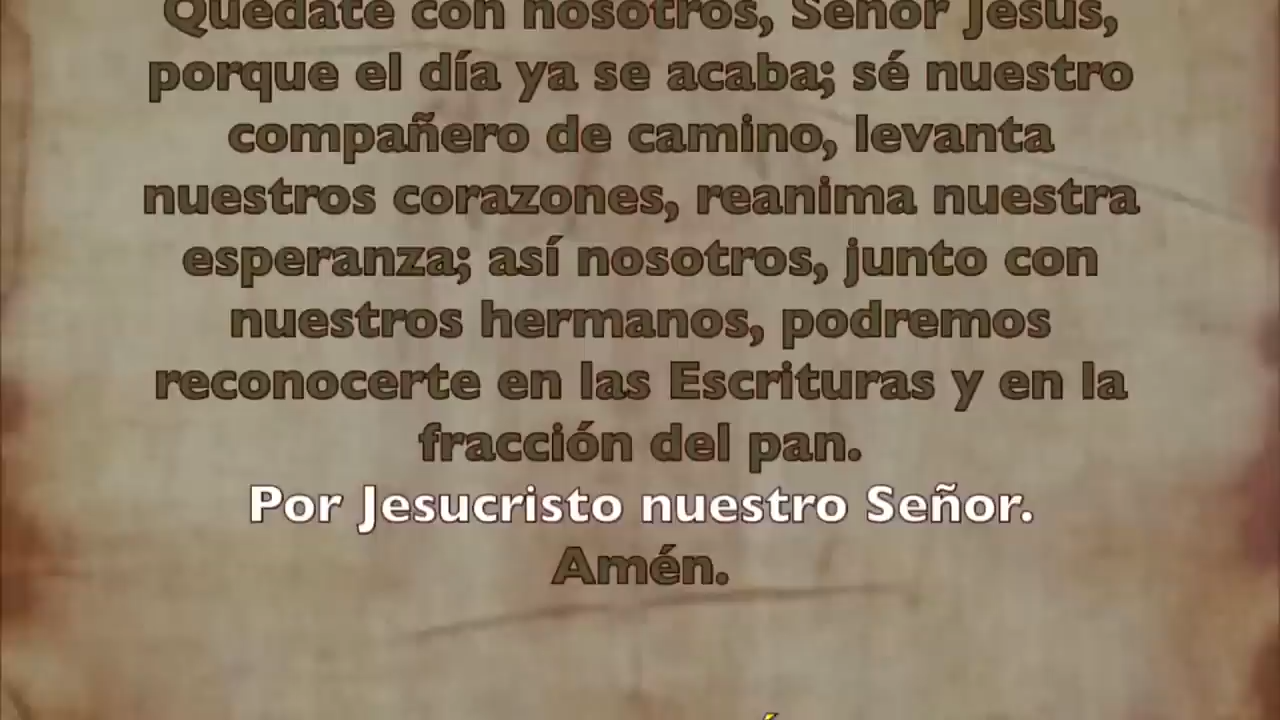 Quédate con nosotros, Señor Jesús,
porque el día ya se acaba; sé nuestro
compañero de camino, levanta
nuestros corazones, reanima nuestra
esperanza; así nosotros, junto con
nuestros hermanos, podremos
reconocerte en las Escrituras y en la
fracción del pan.
Por Jesucristo nuestro Señor.
Amén.